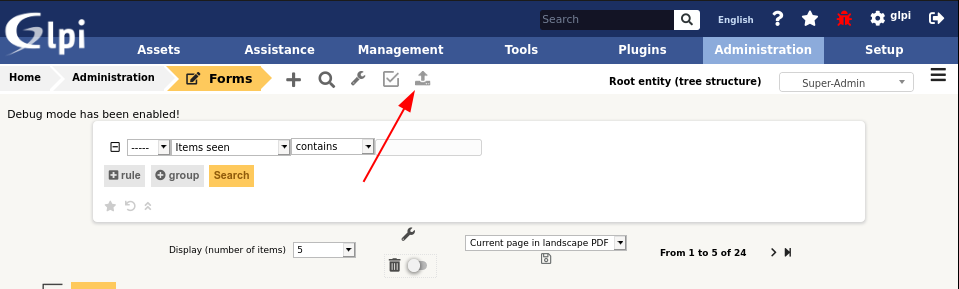 Glpi
Search
English
?
glpi
Assets
Assistance
Management
Tools
Plugins
Administration
Setup
Home
Administration
Forms
Root entity (tree structure)
Super-Admin
Debug mode has been enabled!
-----
Items seen
contains
rule
group
Search
Display (number of items)
5
Current page in landscape PDF
From 1 to 5 of 24